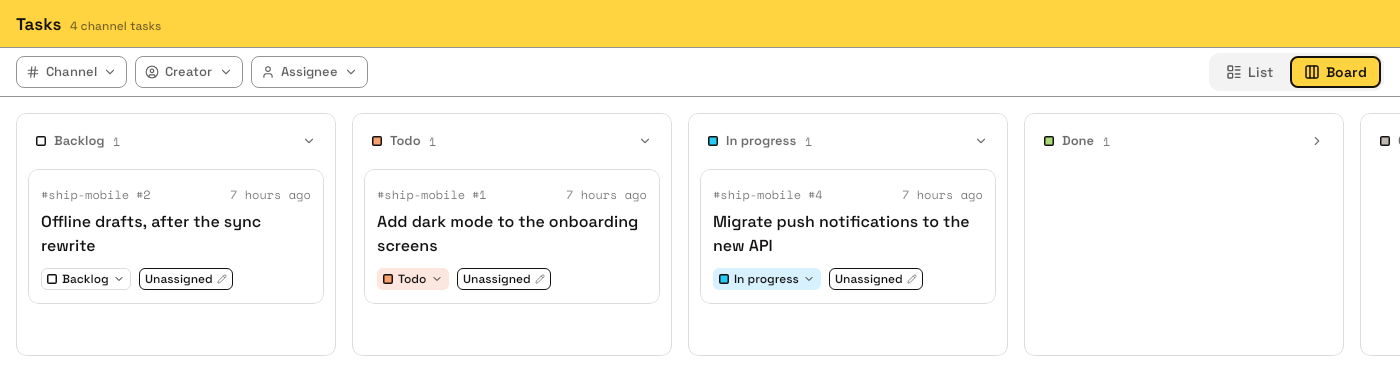 Tasks 4 channel tasks
Channel Creator Assignee List Board
Backlog 1
#ship-mobile #2 7 hours ago
Offline drafts, after the sync
rewrite
Backlog Unassigned
Todo 1
#ship-mobile #1 7 hours ago
Add dark mode to the onboarding
screens
Todo Unassigned
In progress 1
#ship-mobile #4 7 hours ago
Migrate push notifications to the
new API
In progress Unassigned
Done 1